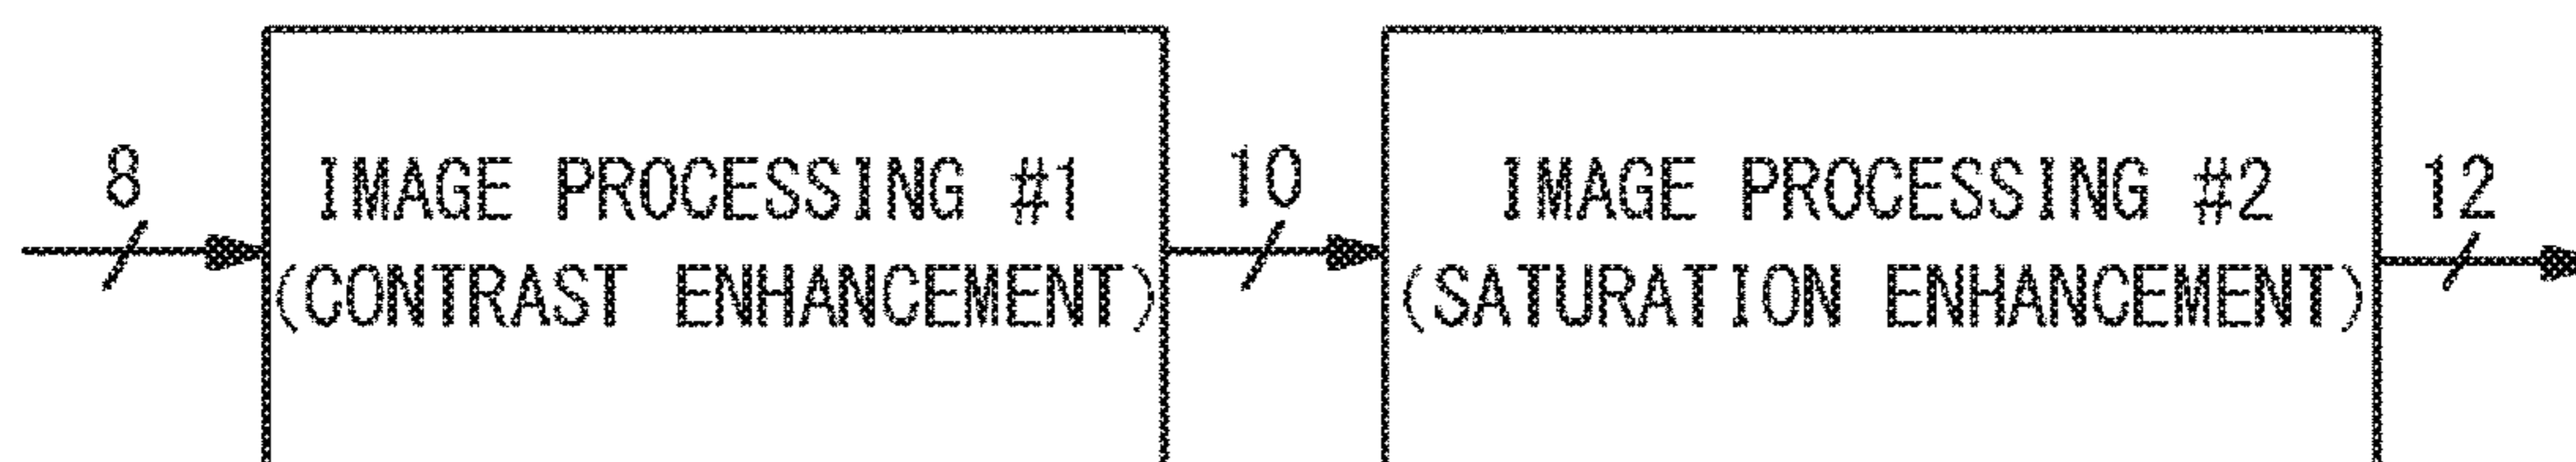 8
IMAGE PROCESSING #1
(CONTRAST ENHANCEMENT)
10
IMAGE PROCESSING #2
(SATURATION ENHANCEMENT)
12